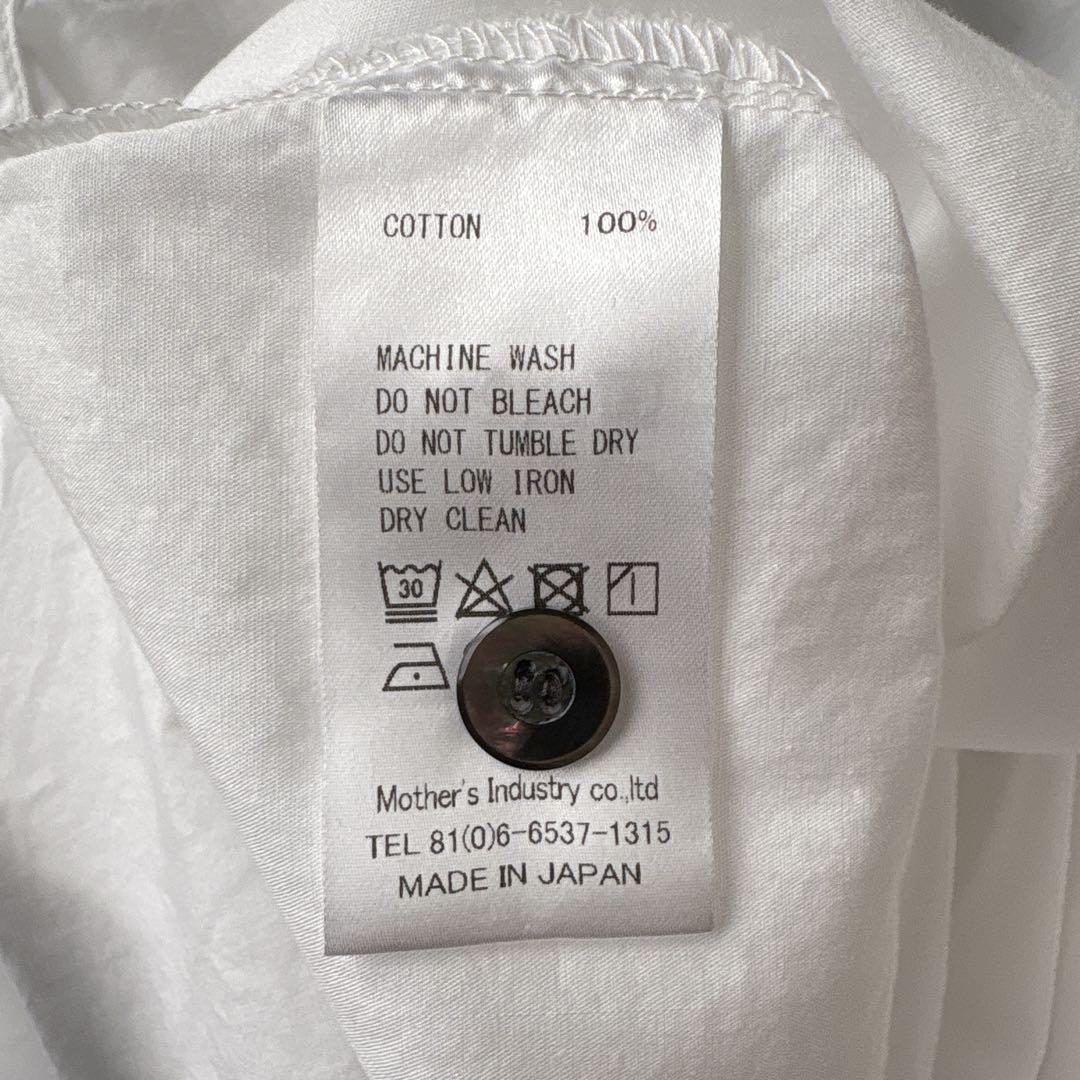 COTTON 100%
MACHINE WASH
DO NOT BLEACH
DO NOT TUMBLE DRY
USE LOW IRON
DRY CLEAN
30
Mother's Industry co.,ltd
TEL 81(0)6-6537-1315
MADE IN JAPAN